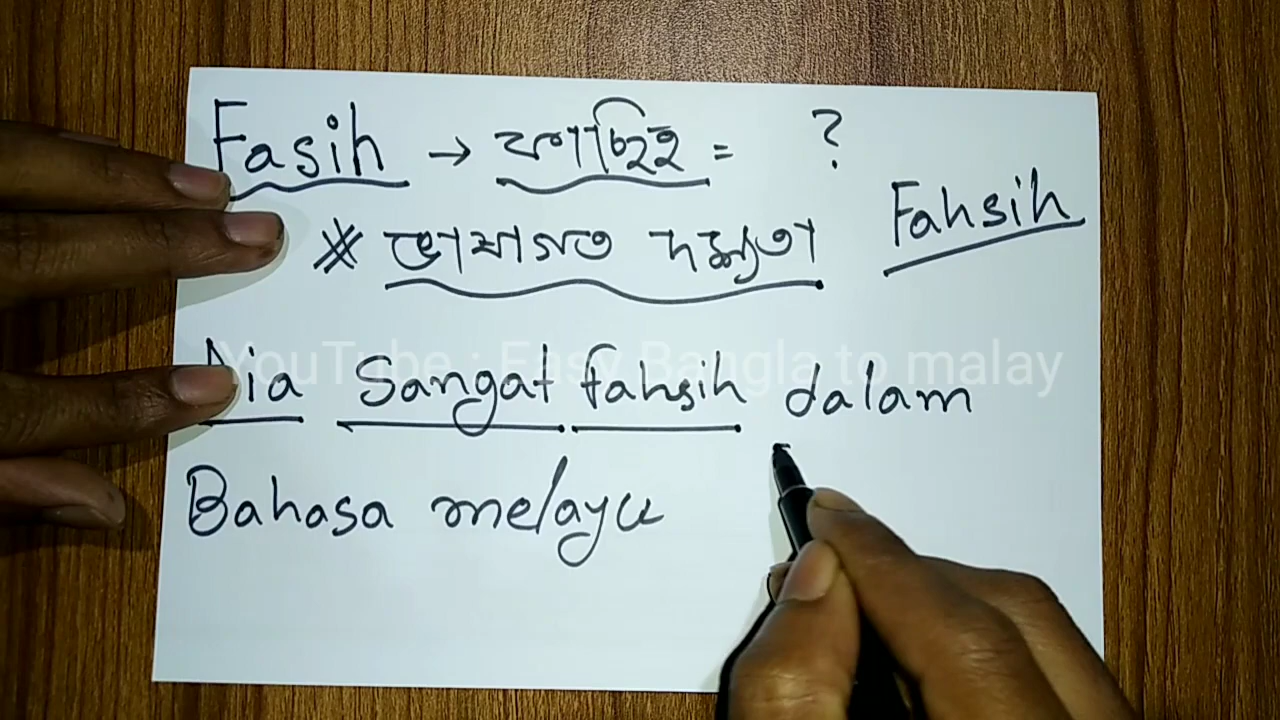 Fasih → ফাছিহ = ?
Fahsih
* ভাষাগত দক্ষতা
YouTube : Easy Bangla to malay
Dia Sangat fahsih dalam
Bahasa melayu